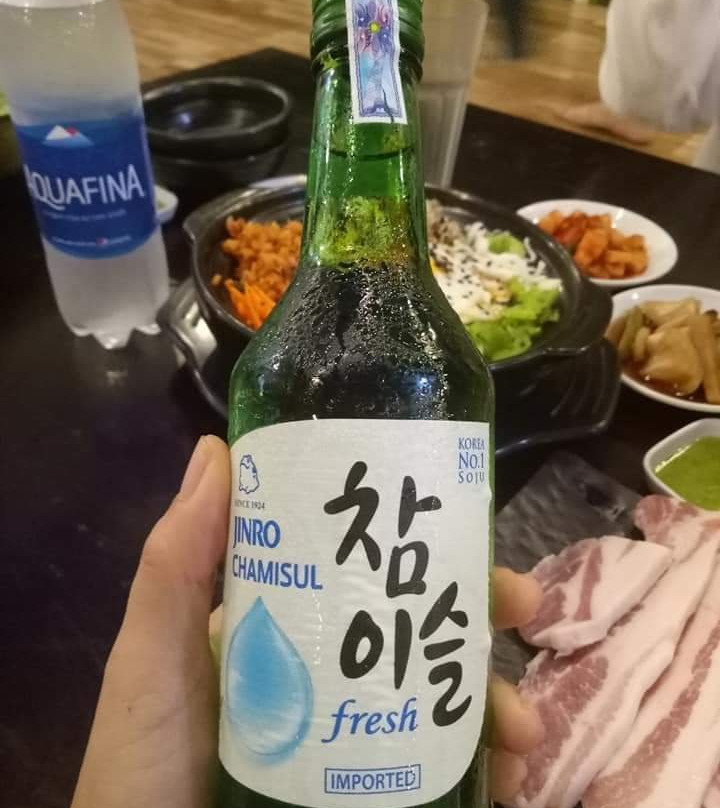 AQUAFINA
KOREA
No.1
SOJU
SINCE 1924
JINRO
CHAMISUL
참
이슬
fresh
IMPORTED